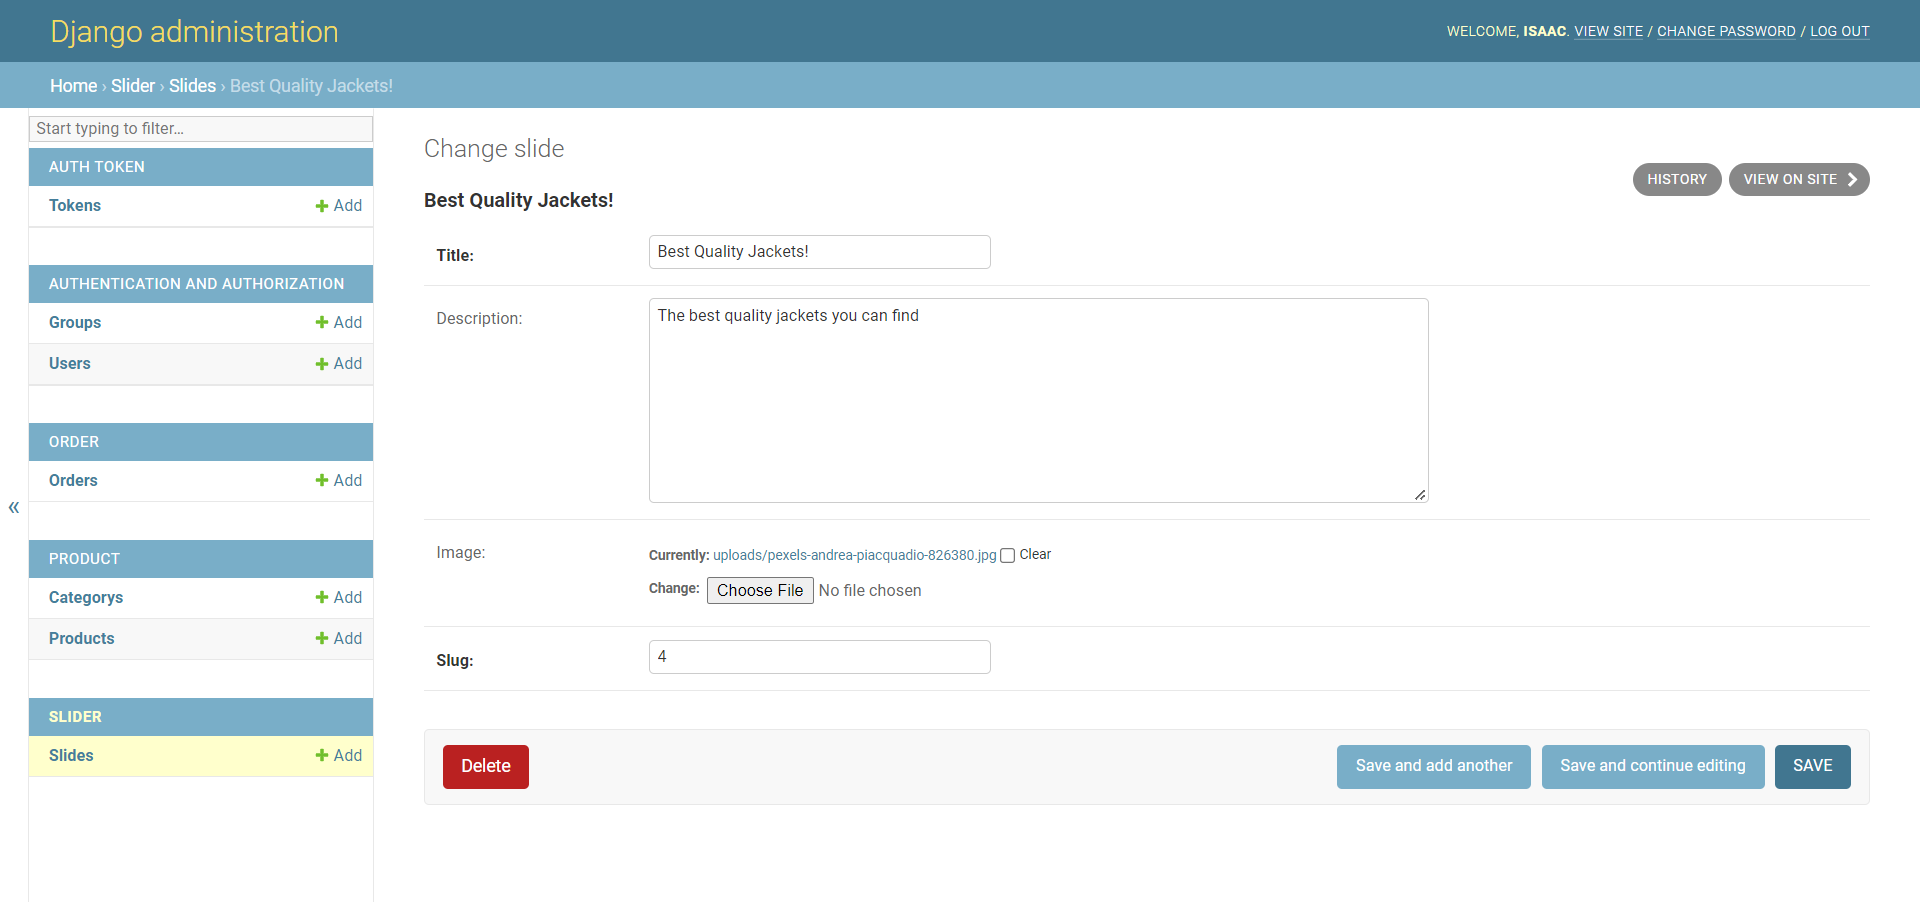 Django administration
WELCOME, ISAAC. VIEW SITE / CHANGE PASSWORD / LOG OUT
Home › Slider › Slides › Best Quality Jackets!
Start typing to filter...
AUTH TOKEN
Tokens + Add
AUTHENTICATION AND AUTHORIZATION
Groups + Add
Users + Add
ORDER
Orders + Add
PRODUCT
Categorys + Add
Products + Add
SLIDER
Slides + Add
«
Change slide
HISTORY
VIEW ON SITE
Best Quality Jackets!
Title: Best Quality Jackets!
Description: The best quality jackets you can find
Image: Currently: uploads/pexels-andrea-piacquadio-826380.jpg Clear
Change: Choose File No file chosen
Slug: 4
Delete
Save and add another
Save and continue editing
SAVE